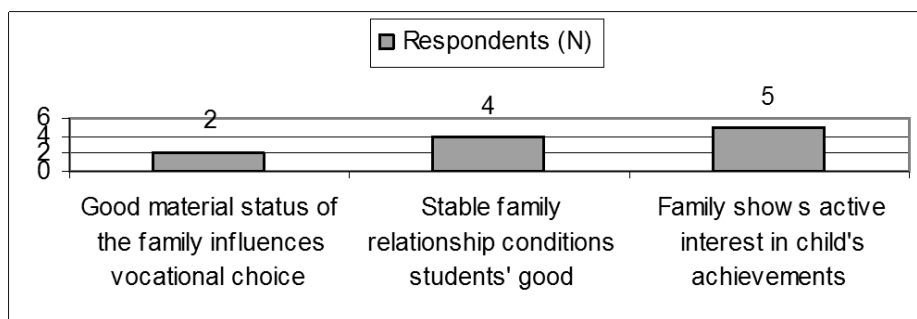 Respondents (N)
6
4
2
0
2
4
5
Good material status of
the family influences
vocational choice
Stable family
relationship conditions
students' good
Family show s active
interest in child's
achievements